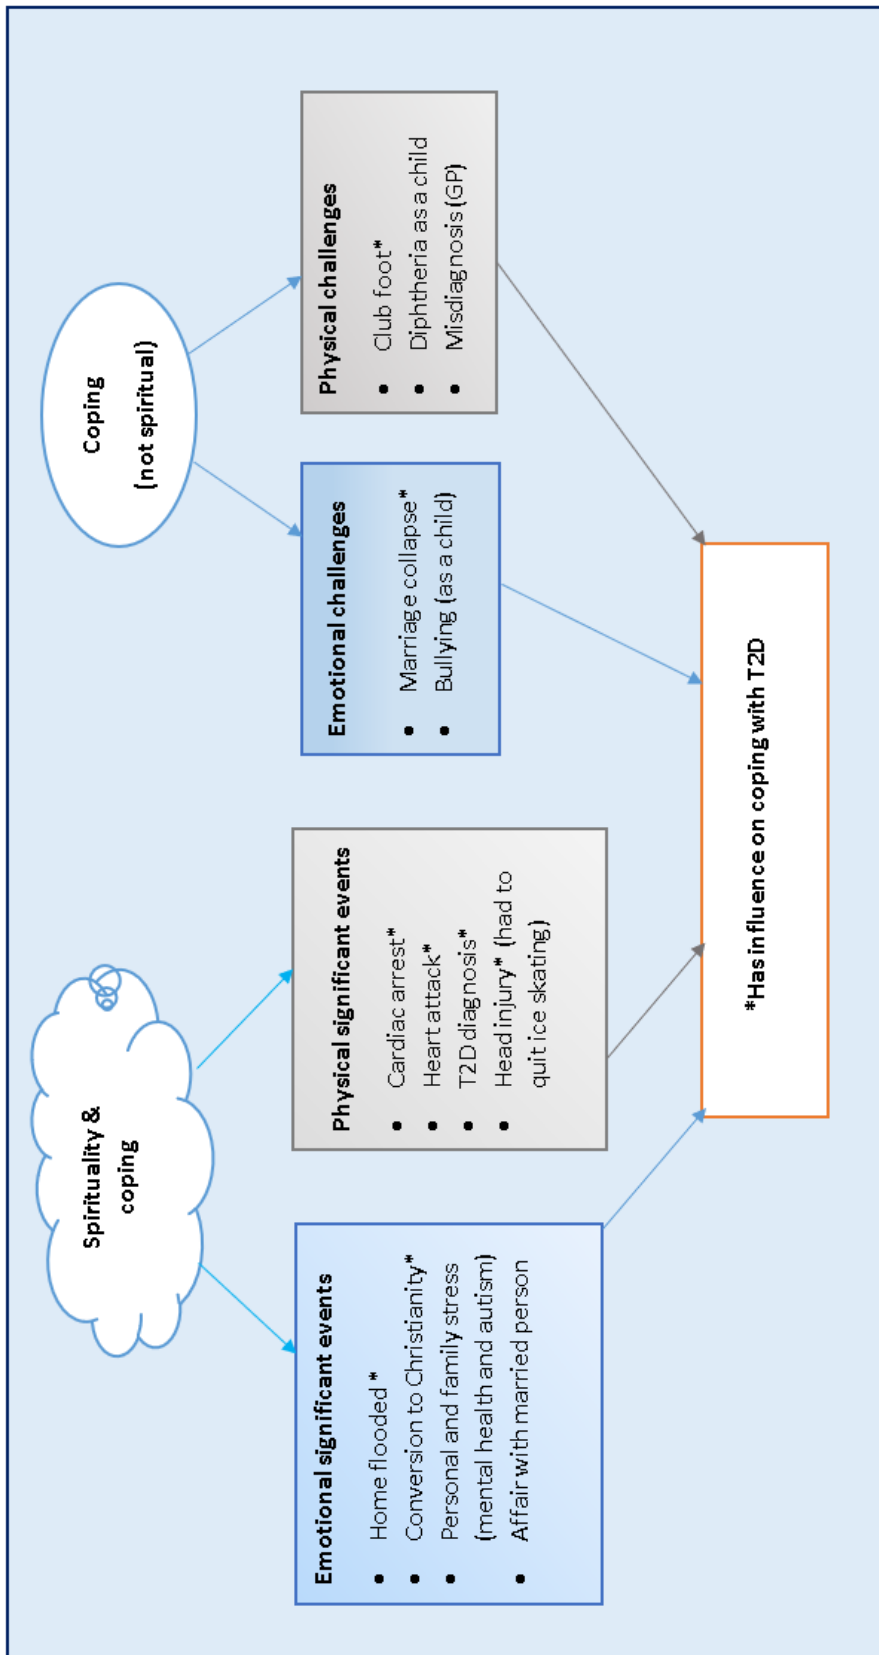 Spirituality &
coping
Coping
(not spiritual)
Emotional significant events
• Home flooded *
• Conversion to Christianity*
• Personal and family stress
(mental health and autism)
• Affair with married person
Physical significant events
• Cardiac arrest*
• Heart attack*
• T2D diagnosis*
• Head injury* (had to
quit ice skating)
Emotional challenges
• Marriage collapse*
• Bullying (as a child)
Physical challenges
• Club foot*
• Diphtheria as a child
• Misdiagnosis (GP)
*Has influence on coping with T2D